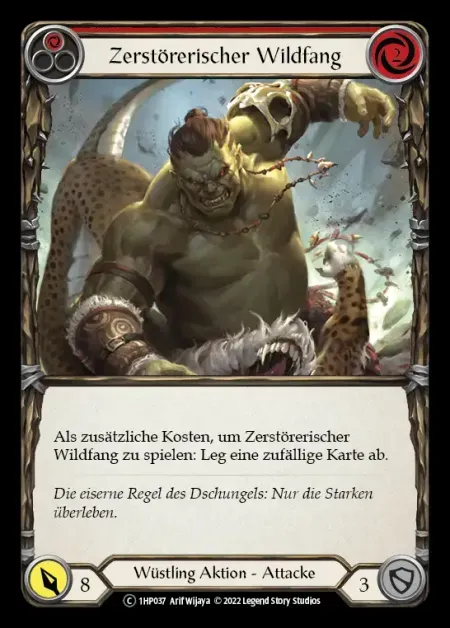 Zerstörerischer Wildfang
2
Als zusätzliche Kosten, um Zerstörerischer
Wildfang zu spielen: Leg eine zufällige Karte ab.
Die eiserne Regel des Dschungels: Nur die Starken
überleben.
8
Wüstling Aktion - Attacke
3
C 1HP037 Arif Wijaya © 2022 Legend Story Studios